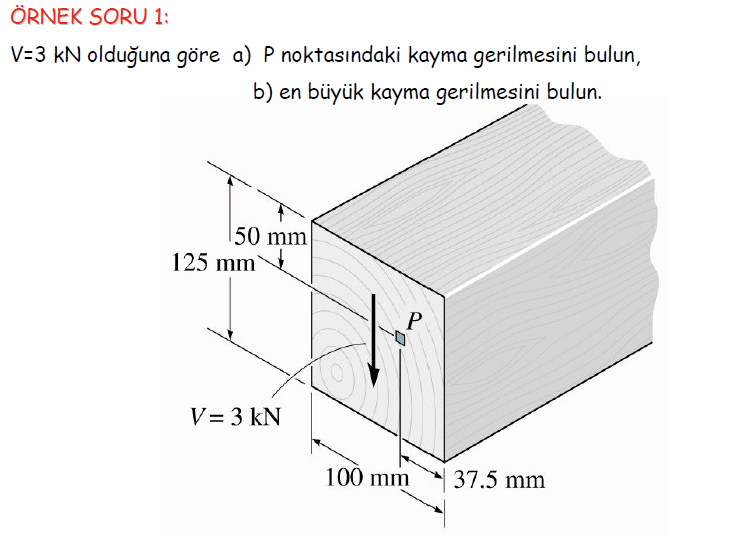 ÖRNEK SORU 1:
V=3 kN olduğuna göre a) P noktasındaki kayma gerilmesini bulun,
b) en büyük kayma gerilmesini bulun.
50 mm
125 mm
P
V = 3 kN
100 mm
37.5 mm